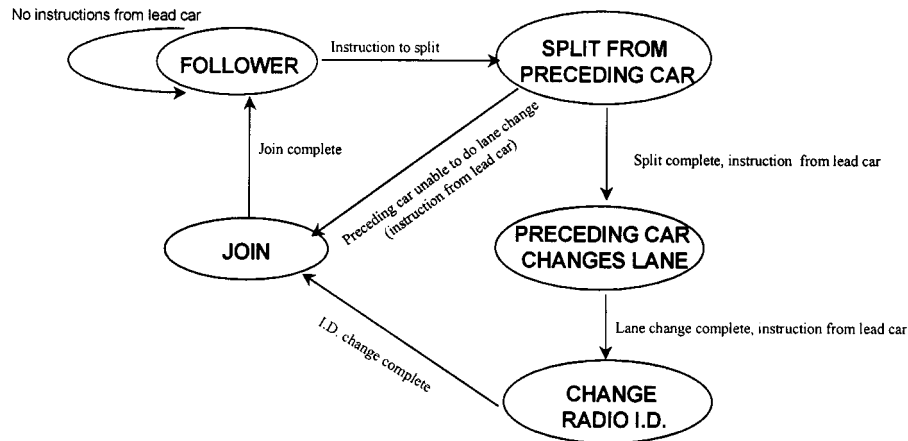 No instructions from lead car
FOLLOWER
Instruction to split
SPLIT FROM
PRECEDING CAR
Join complete
Preceding car unable to do lane change
(instruction from lead car)
Split complete, instruction from lead car
JOIN
PRECEDING CAR
CHANGES LANE
I.D. change complete
Lane change complete, instruction from lead car
CHANGE
RADIO I.D.